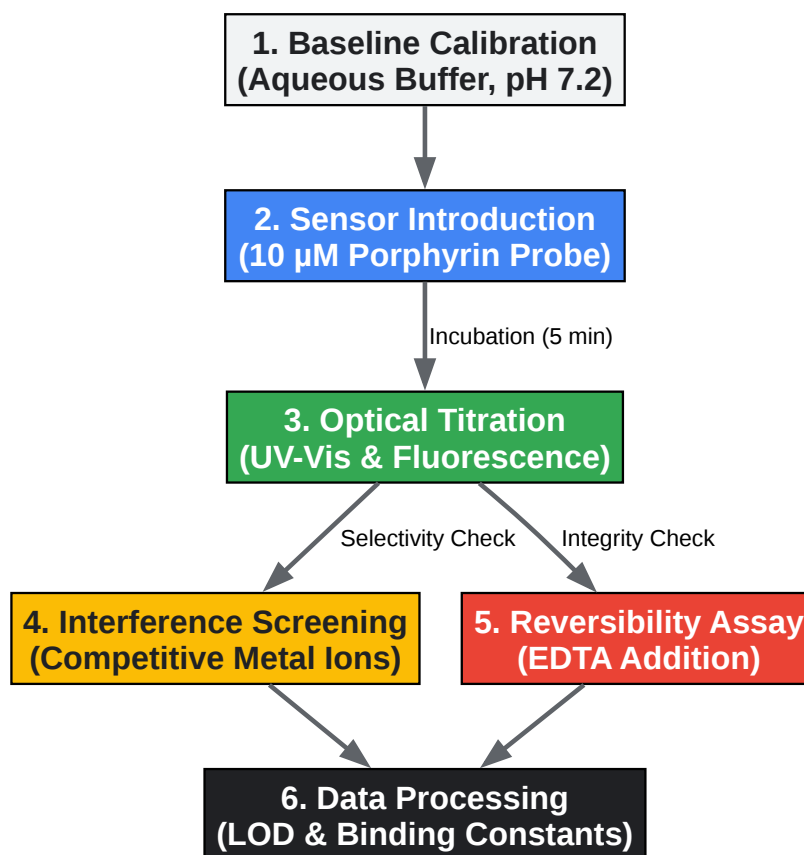 1. Baseline Calibration
(Aqueous Buffer, pH 7.2)
2. Sensor Introduction
(10 µM Porphyrin Probe)
Incubation (5 min)
3. Optical Titration
(UV-Vis & Fluorescence)
Selectivity Check
Integrity Check
4. Interference Screening
(Competitive Metal Ions)
5. Reversibility Assay
(EDTA Addition)
6. Data Processing
(LOD & Binding Constants)